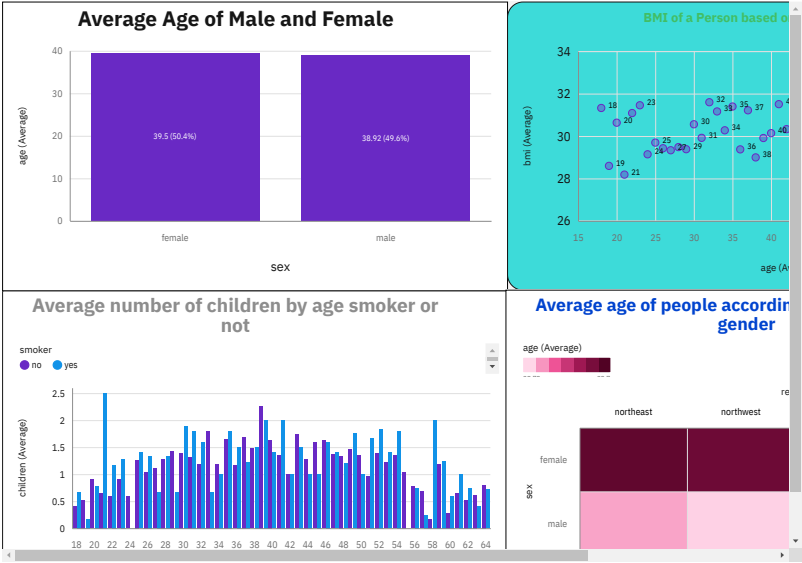 Average Age of Male and Female
age (Average)
40
30
20
10
0
39.5 (50.4%)
38.92 (49.6%)
female
male
sex
BMI of a Person based o
bmi (Average)
34
32
30
28
26
18
20
23
19
21
24
25
27
29
30
31
32
33
34
35
36
37
38
40
15
20
25
30
35
40
age (Av
Average number of children by age smoker or
not
smoker
no
yes
children (Average)
2.5
2
1.5
1
0.5
0
18 20 22 24 26 28 30 32 34 36 38 40 42 44 46 48 50 52 54 56 58 60 62 64
Average age of people accordin
gender
age (Average)
re
northeast
northwest
sex
female
male